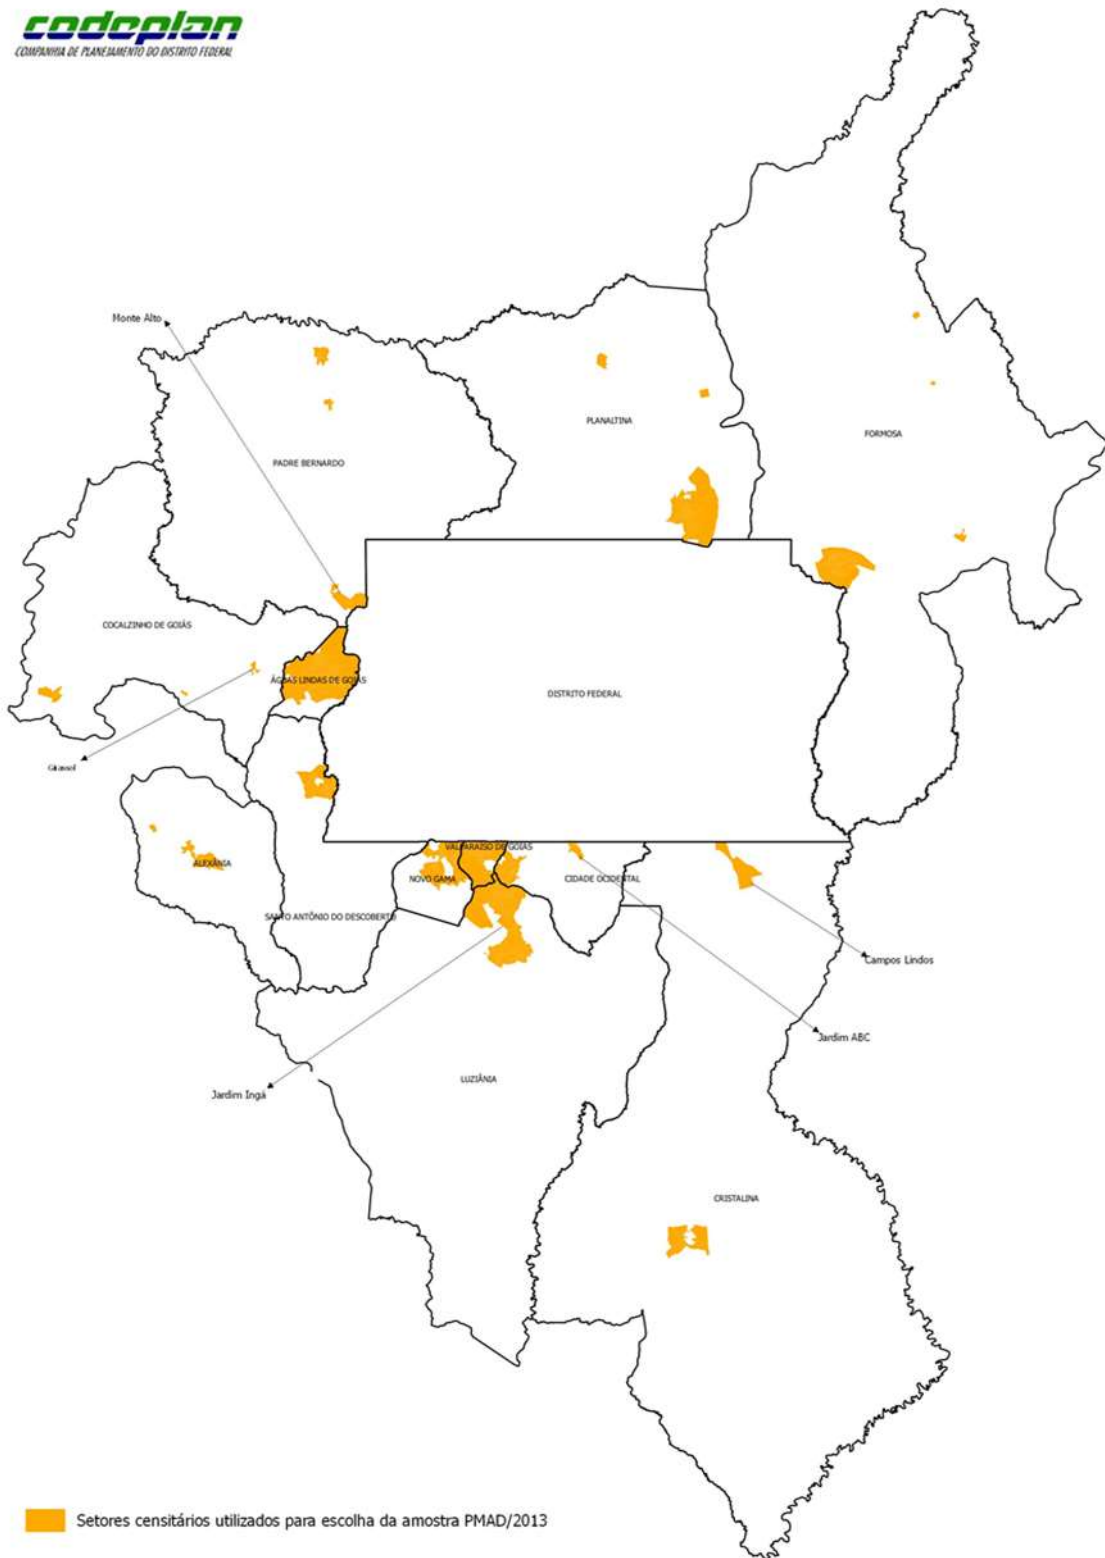 codeplan
COMPANHIA DE PLANEJAMENTO DO DISTRITO FEDERAL
Monte Alto
PLANALTINA
FORMOSA
PADRE BERNARDO
COCALZINHO DE GOIÁS
ÁGUAS LINDAS DE GOIÁS
DISTRITO FEDERAL
Girassol
VALPARAÍSO DE GOIÁS
ALEXÂNIA
NOVO GAMA
CIDADE OCIDENTAL
SANTO ANTÔNIO DO DESCOBERTO
Campos Lindos
Jardim ABC
LUZIÂNIA
Jardim Ingá
CRISTALINA
Setores censitários utilizados para escolha da amostra PMAD/2013